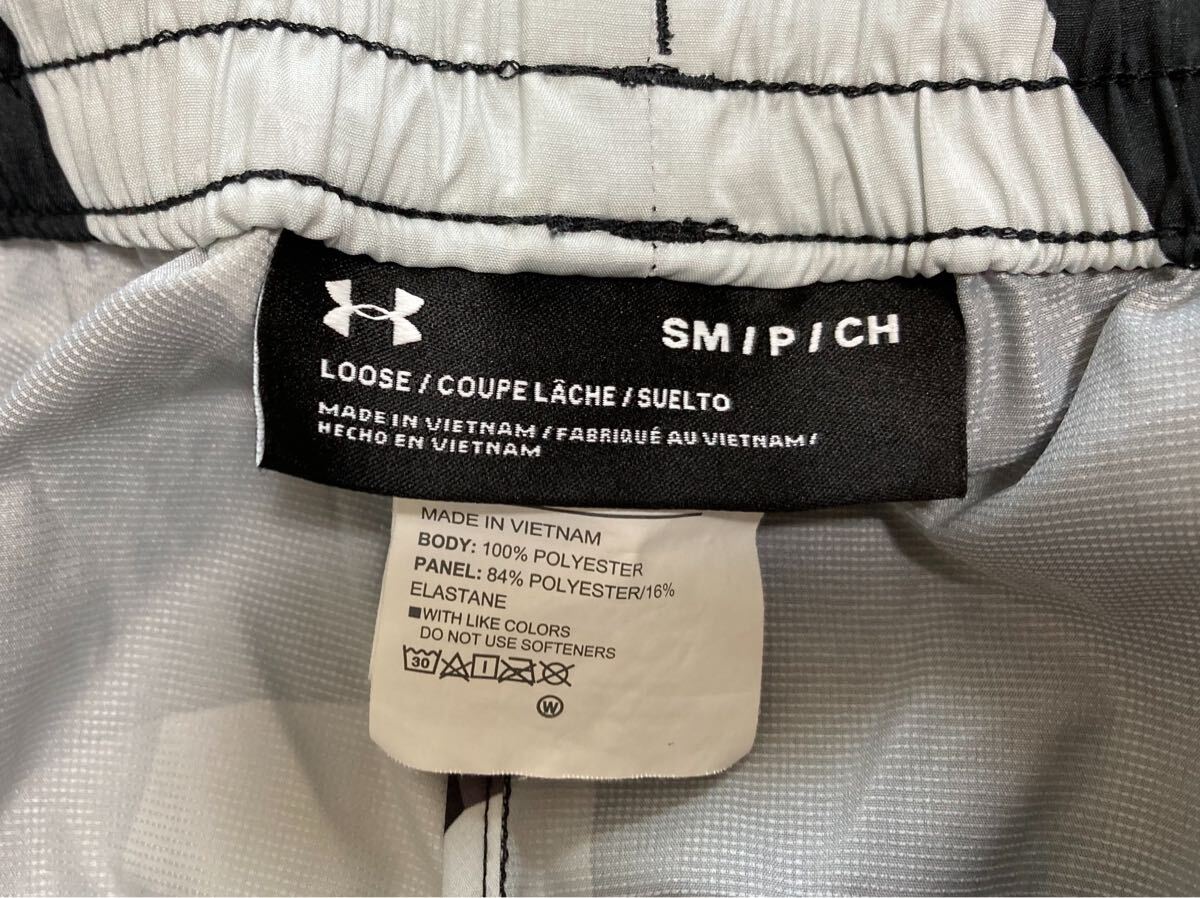 SM / P / CH
LOOSE / COUPE LÂCHE / SUELTO
MADE IN VIETNAM / FABRIQUÉ AU VIETNAM /
HECHO EN VIETNAM
MADE IN VIETNAM
BODY: 100% POLYESTER
PANEL: 84% POLYESTER/16%
ELASTANE
■WITH LIKE COLORS
DO NOT USE SOFTENERS
30
W